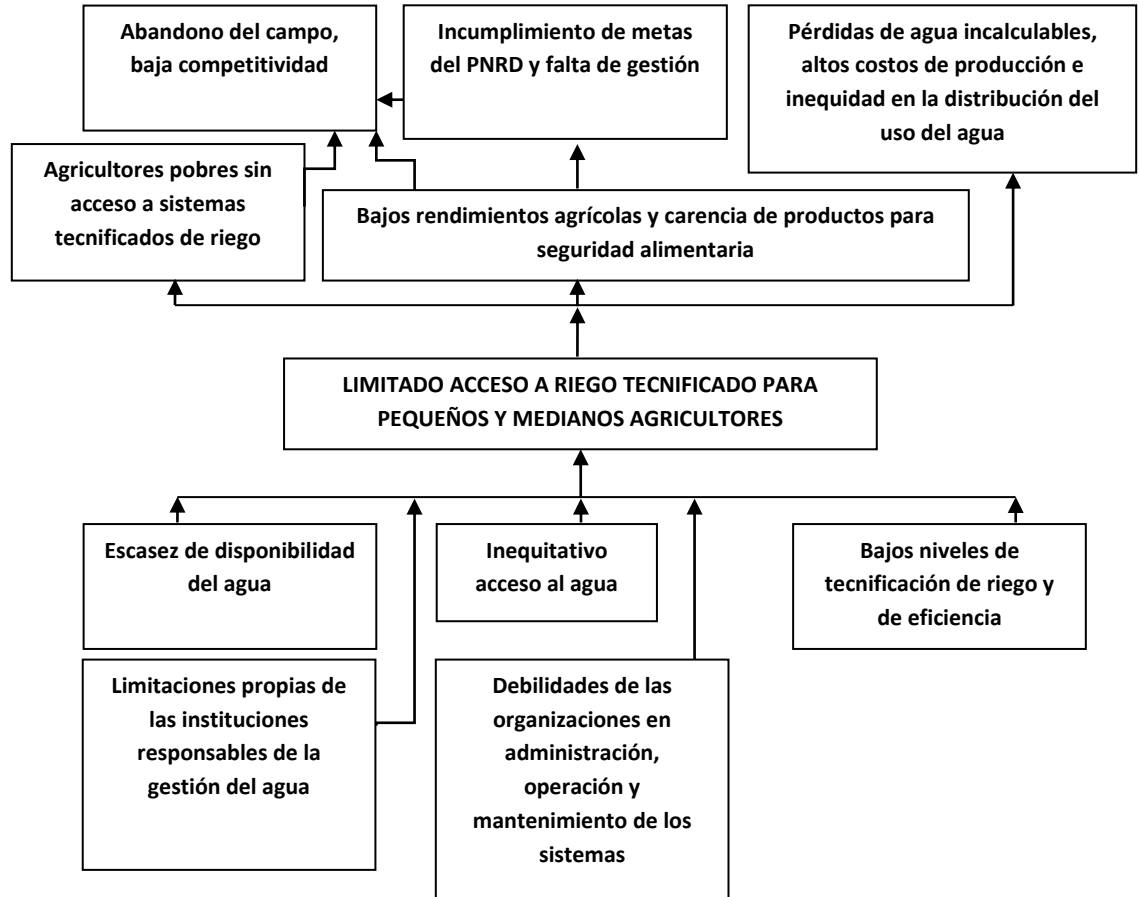 Abandono del campo,
baja competitividad
Incumplimiento de metas
del PNRD y falta de gestión
Pérdidas de agua incalculables,
altos costos de producción e
inequidad en la distribución del
uso del agua
Agricultores pobres sin
acceso a sistemas
tecnificados de riego
Bajos rendimientos agrícolas y carencia de productos para
seguridad alimentaria
LIMITADO ACCESO A RIEGO TECNIFICADO PARA
PEQUEÑOS Y MEDIANOS AGRICULTORES
Escasez de disponibilidad
del agua
Inequitativo
acceso al agua
Bajos niveles de
tecnificación de riego y
de eficiencia
Limitaciones propias de
las instituciones
responsables de la
gestión del agua
Debilidades de las
organizaciones en
administración,
operación y
mantenimiento de los
sistemas